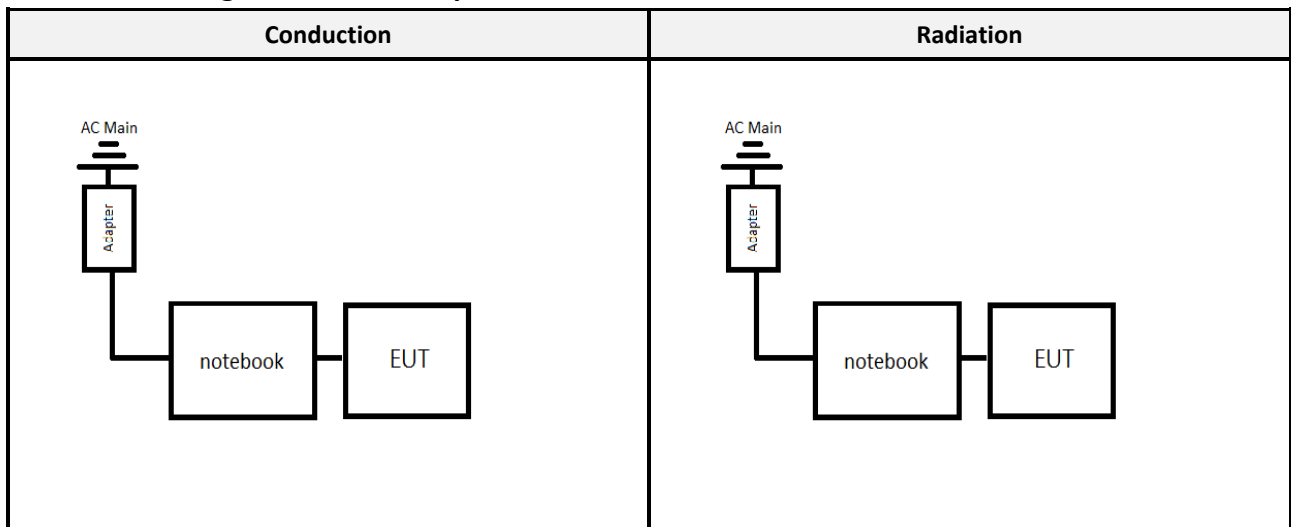 Conduction
Radiation
AC Main
Adapter
notebook
EUT
AC Main
Adapter
notebook
EUT